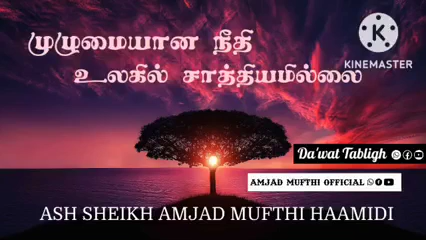 முழுமையான நீதி
உலகில் சாத்தியமில்லை
K
KINEMASTER
Da'wat Tabligh
AMJAD MUFTHI OFFICIAL
ASH SHEIKH AMJAD MUFTHI HAAMIDI